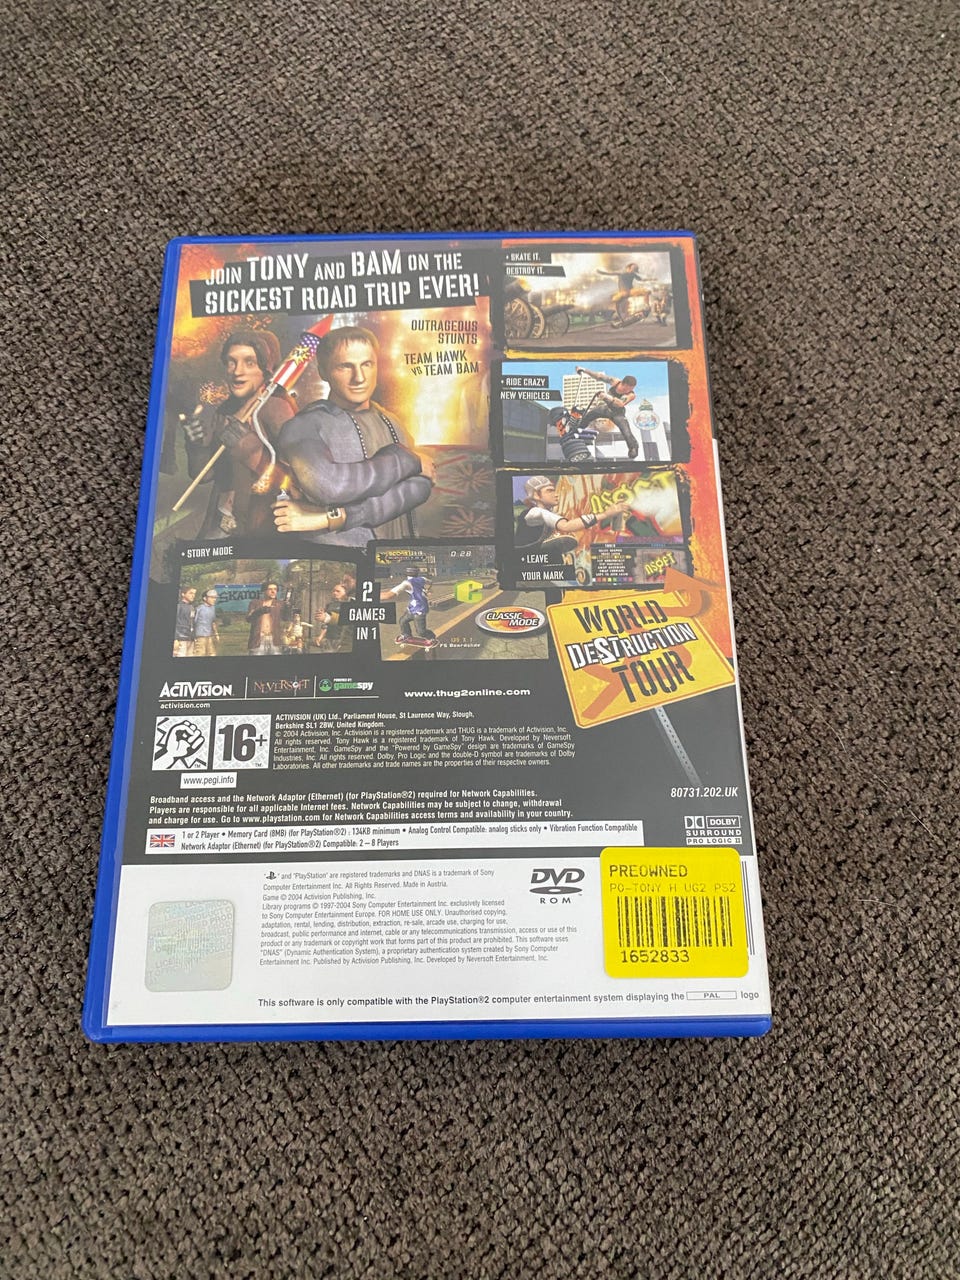 JOIN TONY AND BAM ON THE
SICKEST ROAD TRIP EVER!
OUTRAGEOUS
STUNTS
TEAM HAWK
VS TEAM BAM
• SKATE IT.
DESTROY IT.
• RIDE CRAZY
NEW VEHICLES
• LEAVE
YOUR MARK
NSOFT
• STORY MODE
SKATOPIA
2
GAMES
IN 1
0:28
CLASSIC
MODE
WORLD
DESTRUCTION
TOUR
ACTIVISION
activision.com
NEVERSOFT
POWERED BY
gamespy
www.thug2online.com
16+
www.pegi.info
ACTIVISION (UK) Ltd., Parliament House, St Laurence Way, Slough,
Berkshire SL1 2BW, United Kingdom.
© 2004 Activision, Inc. Activision is a registered trademark and THUG is a trademark of Activision, Inc.
All rights reserved. Tony Hawk is a registered trademark of Tony Hawk. Developed by Neversoft
Entertainment, Inc. GameSpy and the "Powered by GameSpy" design are trademarks of GameSpy
Industries, Inc. All rights reserved. Dolby, Pro Logic and the double-D symbol are trademarks of Dolby
Laboratories. All other trademarks and trade names are the properties of their respective owners.
Broadband access and the Network Adaptor (Ethernet) (for PlayStation®2) required for Network Capabilities.
Players are responsible for all applicable Internet fees. Network Capabilities may be subject to change, withdrawal
and charge for use. Go to www.playstation.com for Network Capabilities access terms and availability in your country.
80731.202.UK
1 or 2 Player • Memory Card (8MB) (for PlayStation®2) : 134KB minimum • Analog Control Compatible: analog sticks only • Vibration Function Compatible
Network Adaptor (Ethernet) (for PlayStation®2) Compatible: 2 – 8 Players
DOLBY
SURROUND
PRO LOGIC II
"PS" and "PlayStation" are registered trademarks and DNAS is a trademark of Sony
Computer Entertainment Inc. All Rights Reserved. Made in Austria.
Game © 2004 Activision Publishing, Inc.
Library programs © 1997-2004 Sony Computer Entertainment Inc. exclusively licensed
to Sony Computer Entertainment Europe. FOR HOME USE ONLY. Unauthorised copying,
adaptation, rental, lending, distribution, extraction, re-sale, arcade use, charging for use,
broadcast, public performance and internet, cable or any telecommunications transmission, access or use of this
product or any trademark or copyright work that forms part of this product are prohibited. This software uses
"DNAS" (Dynamic Authentication System), a proprietary authentication system created by Sony Computer
Entertainment Inc. Published by Activision Publishing, Inc. Developed by Neversoft Entertainment, Inc.
DVD
ROM
PREOWNED
PO-TONY H UG2 PS2
1652833
This software is only compatible with the PlayStation®2 computer entertainment system displaying the PAL logo